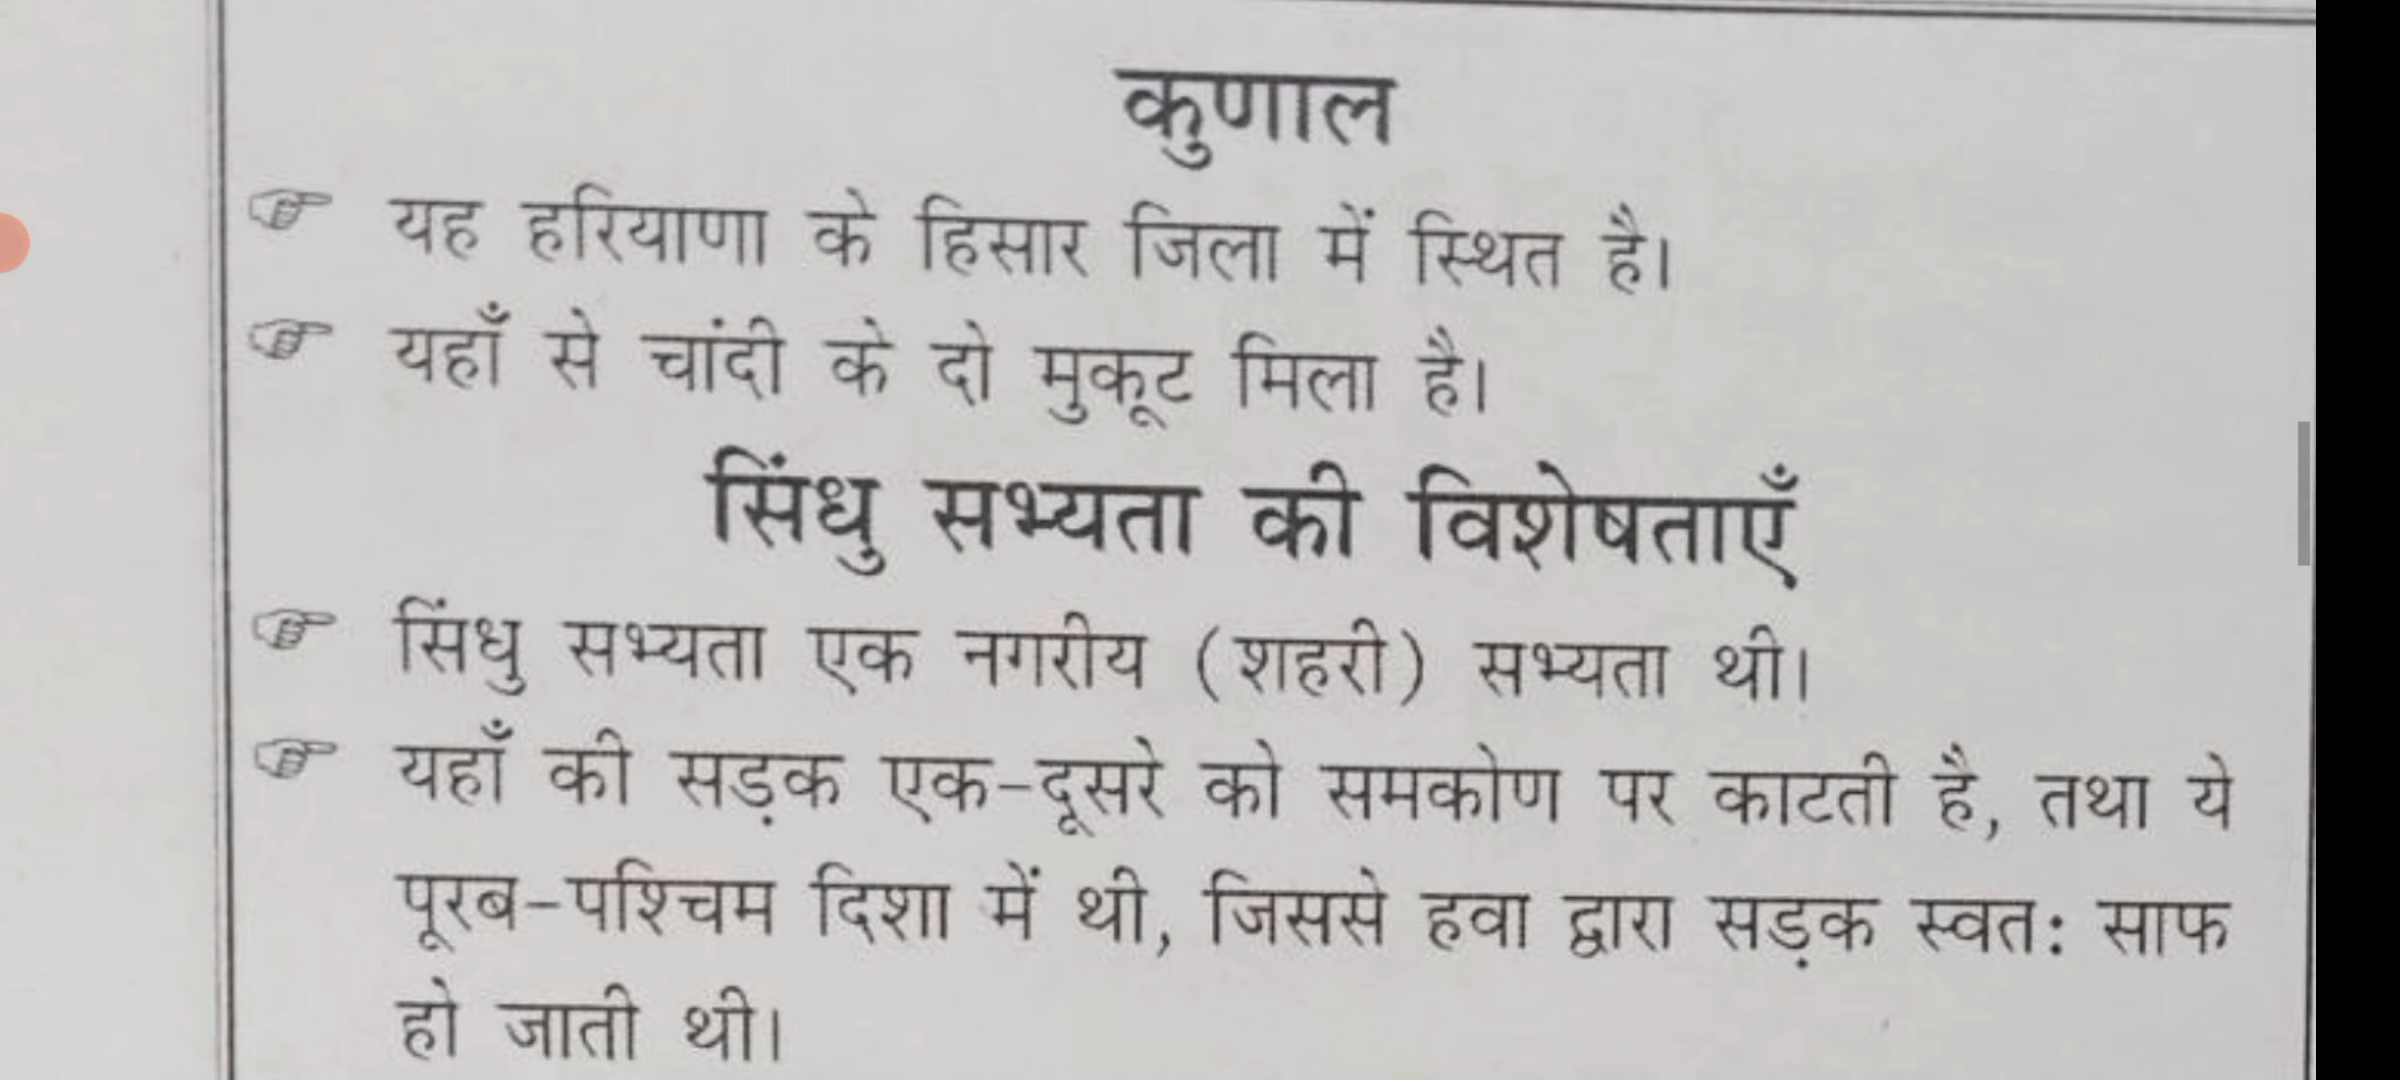 कुणाल
☞ यह हरियाणा के हिसार जिला में स्थित है।
☞ यहाँ से चांदी के दो मुकूट मिला है।
सिंधु सभ्यता की विशेषताएँ
☞ सिंधु सभ्यता एक नगरीय (शहरी) सभ्यता थी।
☞ यहाँ की सड़क एक-दूसरे को समकोण पर काटती है, तथा ये
पूरब-पश्चिम दिशा में थी, जिससे हवा द्वारा सड़क स्वत: साफ
हो जाती थी।